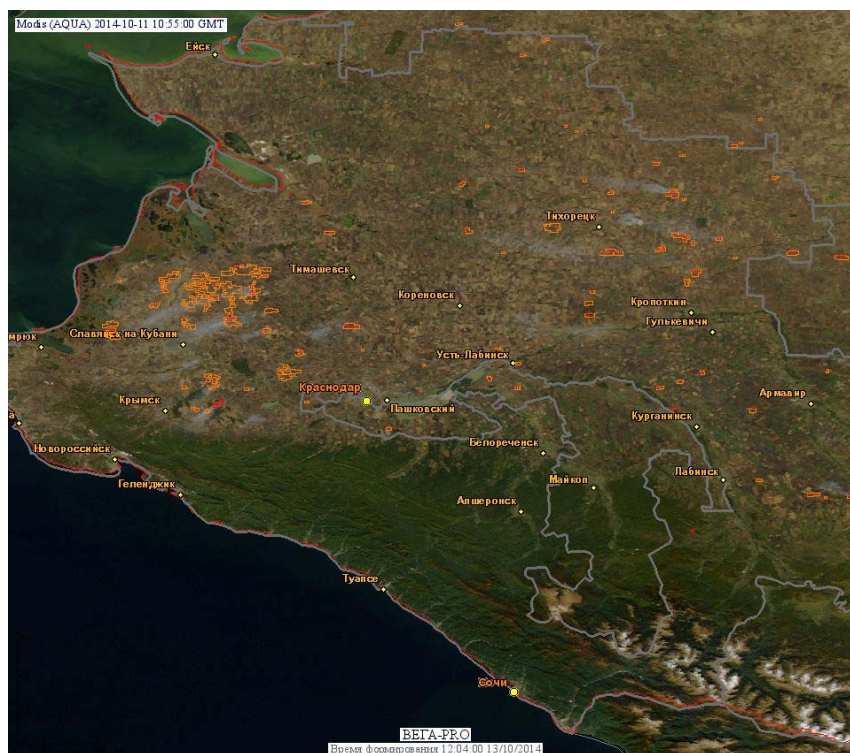 Modis (AQUA) 2014-10-11 10:55:00 GMT
Ейск
Тихорецк
Тимашевск
Кореновск
Кропоткин
Гулькевичи
мрюк
Славянск на Кубани
Усть-Лабинск
Краснодар
Армавир
Крымск
Пашковский
Курганинск
а
Белореченск
Новороссийск
Лабинск
Майкоп
Геленджик
Апшеронск
Туапсе
Сочи
ВЕГА-PRO
Время формирования 12:04:00 13/10/2014